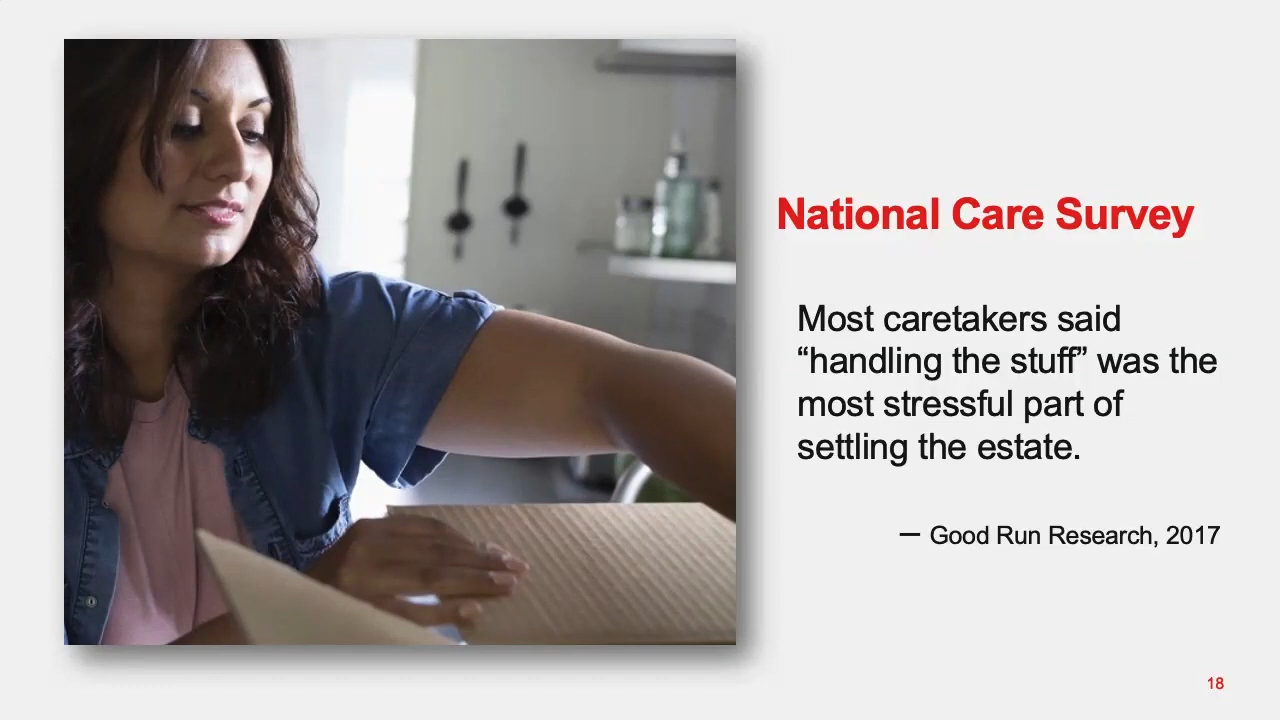 National Care Survey
Most caretakers said
“handling the stuff” was the
most stressful part of
settling the estate.
— Good Run Research, 2017
18